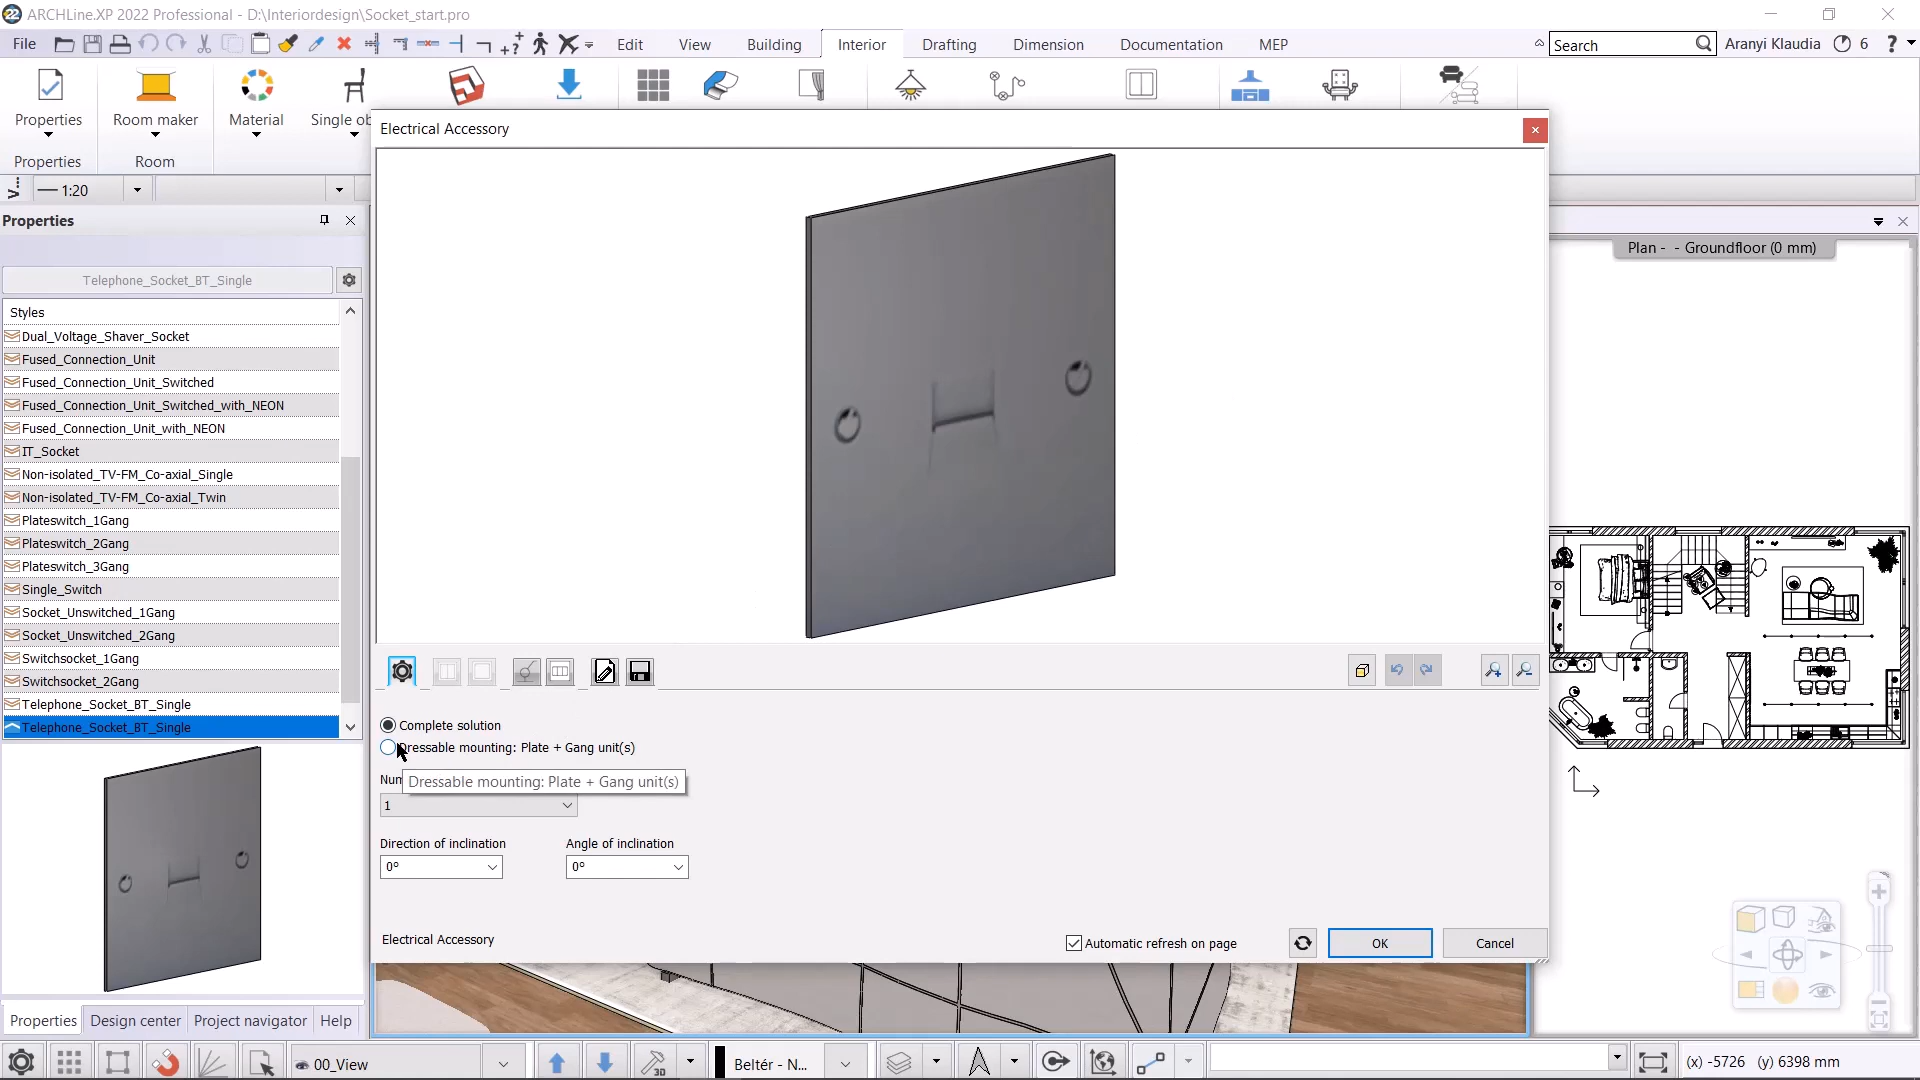 ARCHLine.XP 2022 Professional - D:\Interiordesign\Socket_start.pro
File
Edit
View
Building
Interior
Drafting
Dimension
Documentation
MEP
Search
Aranyi Klaudia
6
?
Properties
Room maker
Material
Single ob
Properties
Room
1:20
Electrical Accessory
Properties
Plan - - Groundfloor (0 mm)
Telephone_Socket_BT_Single
Styles
Dual_Voltage_Shaver_Socket
Fused_Connection_Unit
Fused_Connection_Unit_Switched
Fused_Connection_Unit_Switched_with_NEON
Fused_Connection_Unit_with_NEON
IT_Socket
Non-isolated_TV-FM_Co-axial_Single
Non-isolated_TV-FM_Co-axial_Twin
Plateswitch_1Gang
Plateswitch_2Gang
Plateswitch_3Gang
Single_Switch
Socket_Unswitched_1Gang
Socket_Unswitched_2Gang
Switchsocket_1Gang
Switchsocket_2Gang
Telephone_Socket_BT_Single
Telephone_Socket_BT_Single
Complete solution
Dressable mounting: Plate + Gang unit(s)
Num
Dressable mounting: Plate + Gang unit(s)
1
Direction of inclination
Angle of inclination
0°
0°
Electrical Accessory
Automatic refresh on page
OK
Cancel
Properties
Design center
Project navigator
Help
00_View
3D
Beltér - N...
(x) -5726 (y) 6398 mm